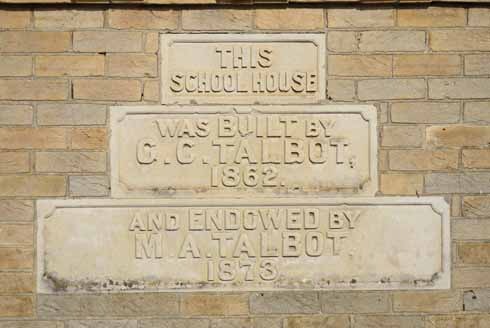 THIS
SCHOOL HOUSE
WAS BUILT BY
C. C. TALBOT,
1862.
AND ENDOWED BY
M. A. TALBOT,
1873.